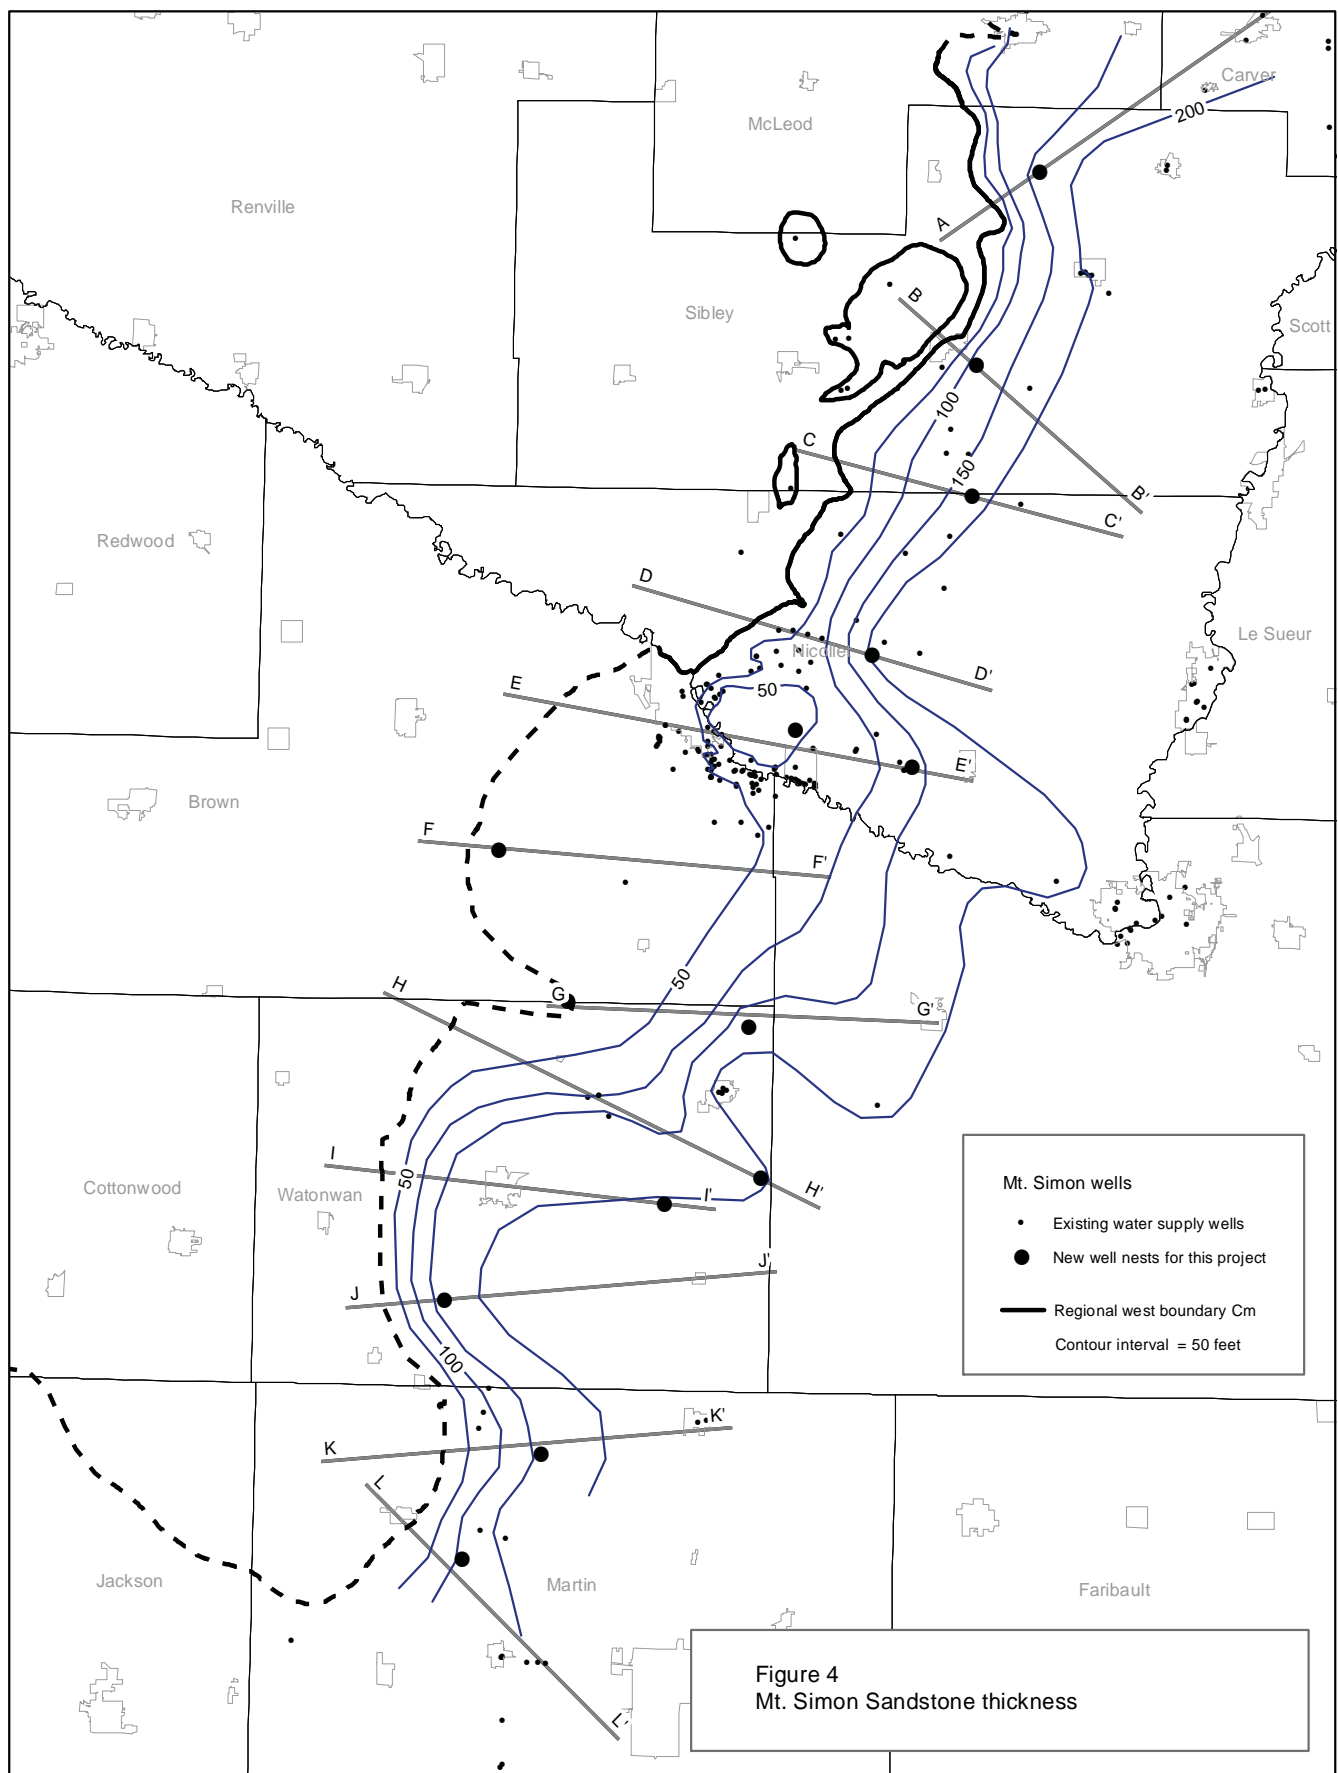 Carver
200
McLeod
Renville
A
B
Sibley
Scott
100
C
150
B'
C'
Redwood
D
Le Sueur
Nicollet
D'
E
50
E'
Brown
F
F'
H
50
G
G'
I
50
Cottonwood
Watonwan
I'
H'
J'
J
100
K'
K
L
Jackson
Martin
Faribault
L'
Mt. Simon wells
Existing water supply wells
New well nests for this project
Regional west boundary Cm
Contour interval = 50 feet
Figure 4
Mt. Simon Sandstone thickness